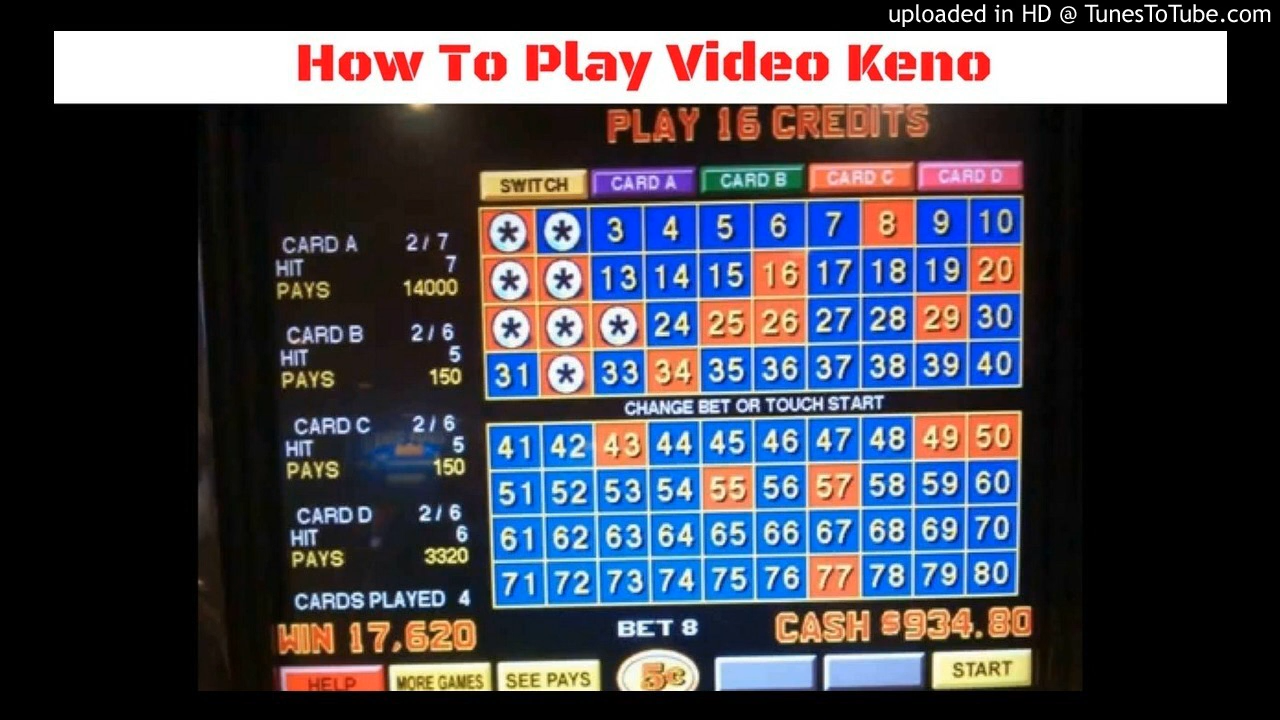 uploaded in HD @ TunesToTube.com
How To Play Video Keno
PLAY 16 CREDITS
SWITCH CARD A CARD B CARD C CARD D
* * 3 4 5 6 7 8 9 10
CARD A 2/7
HIT 7
PAYS 14000
* * 13 14 15 16 17 18 19 20
* * * 24 25 26 27 28 29 30
CARD B 2/6
HIT 5
PAYS 150
31 * 33 34 35 36 37 38 39 40
CHANGE BET OR TOUCH START
CARD C 2/6
HIT 5
PAYS 150
41 42 43 44 45 46 47 48 49 50
51 52 53 54 55 56 57 58 59 60
CARD D 2/6
HIT 6
PAYS 3320
61 62 63 64 65 66 67 68 69 70
71 72 73 74 75 76 77 78 79 80
CARDS PLAYED 4
WIN 17,620 BET 8 CASH $934.80
HELP MORE GAMES SEE PAYS 5¢ START